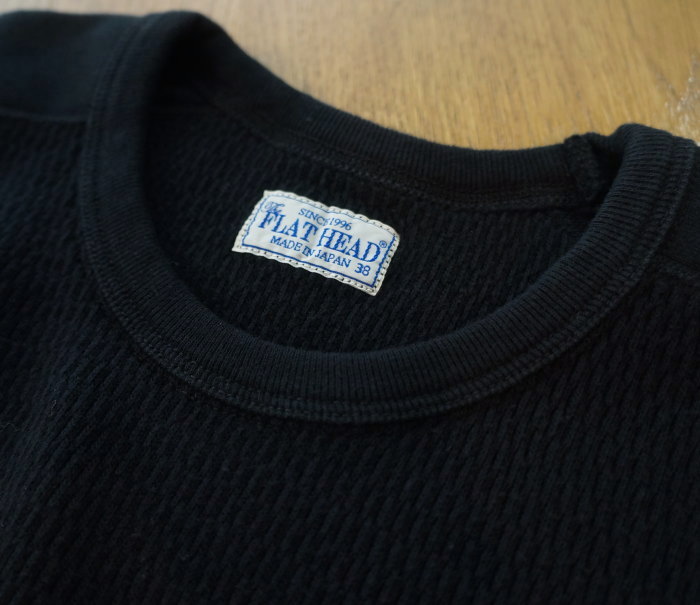 SINCE 1996
The
FLAT HEAD®
MADE IN JAPAN 38